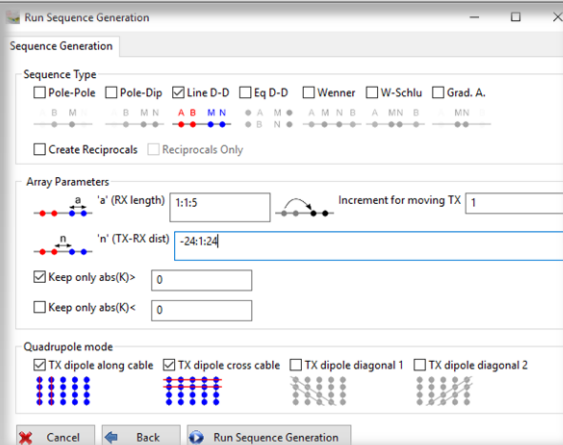 Run Sequence Generation
Sequence Generation
Sequence Type
Pole-Pole Pole-Dip Line D-D Eq D-D Wenner W-Schlu Grad. A.
B M B M N A B M N A M A M N B A MN B MN
B N
Create Reciprocals Reciprocals Only
Array Parameters
a 'a' (RX length) 1:1:5 Increment for moving TX 1
n 'n' (TX-RX dist) -24:1:24
Keep only abs(K)> 0
Keep only abs(K)< 0
Quadrupole mode
TX dipole along cable TX dipole cross cable TX dipole diagonal 1 TX dipole diagonal 2
Cancel Back Run Sequence Generation